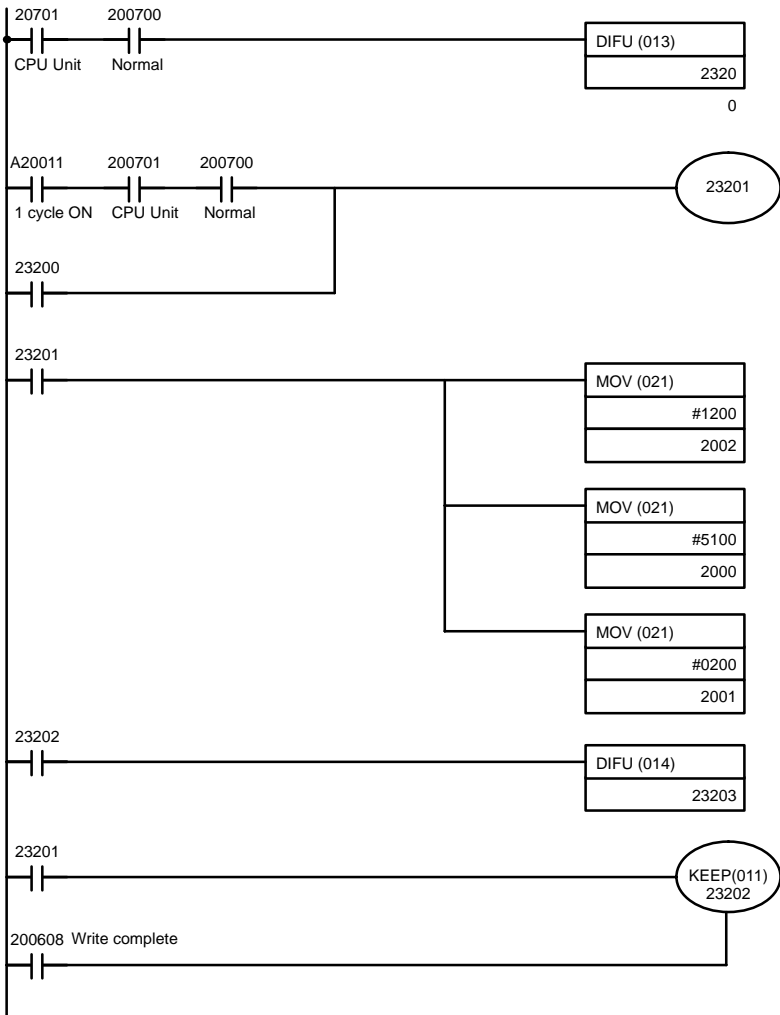 20701 200700
DIFU (013)
CPU Unit Normal
2320
0
A20011 200701 200700
23201
1 cycle ON CPU Unit Normal
23200
23201
MOV (021)
#1200
2002
MOV (021)
#5100
2000
MOV (021)
#0200
2001
23202
DIFU (014)
23203
23201
KEEP(011)
23202
200608 Write complete